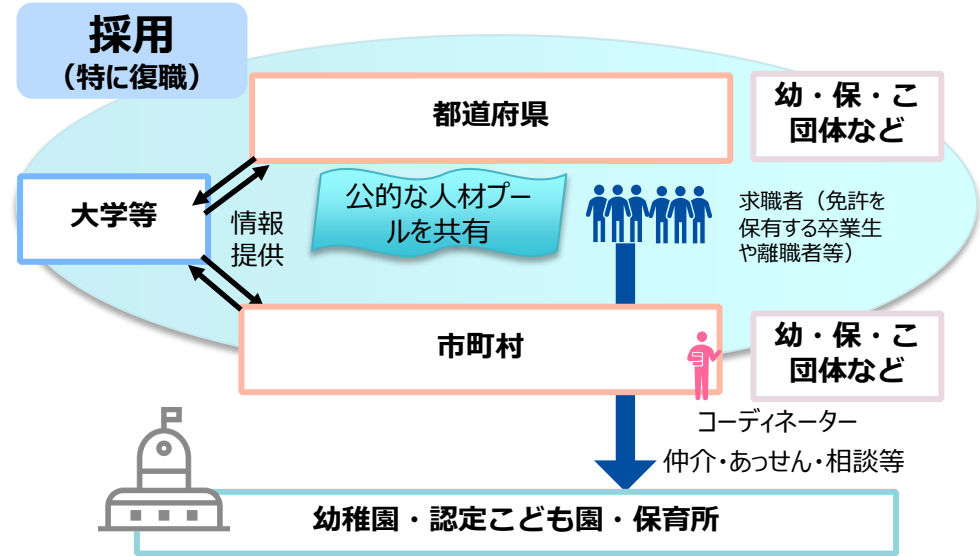 採用
（特に復職）
都道府県
幼・保・こ
団体など
大学等
情報
提供
公的な人材プー
ルを共有
求職者（免許を
保有する卒業生
や離職者等）
市町村
幼・保・こ
団体など
コーディネーター
仲介・あっせん・相談等
幼稚園・認定こども園・保育所